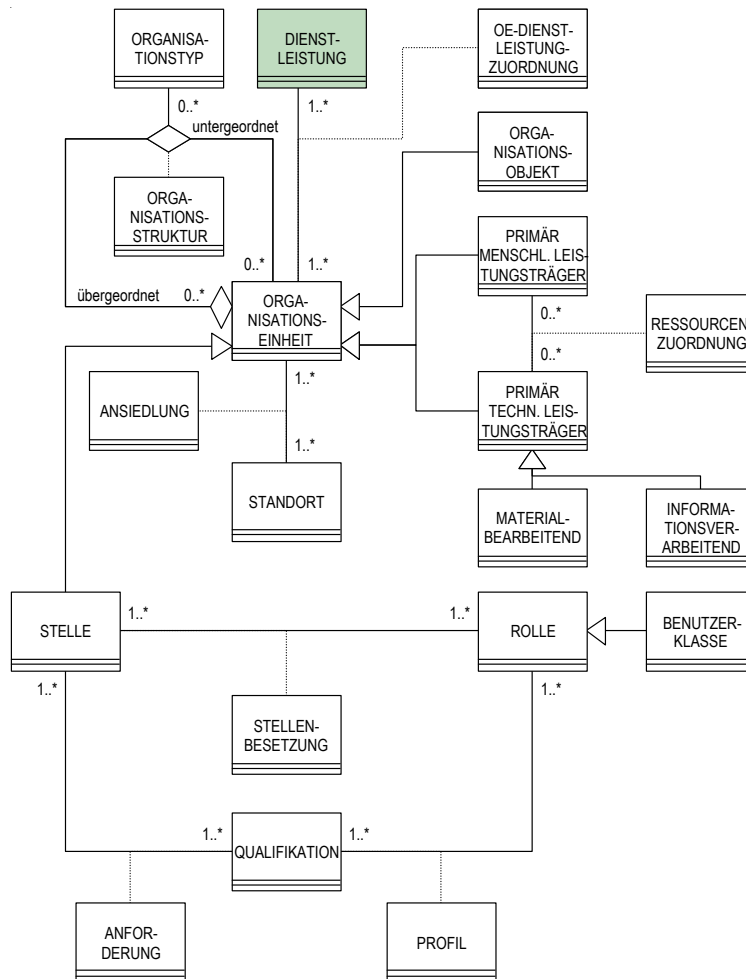 ORGANISA-
TIONSTYP
DIENST-
LEISTUNG
OE-DIENST-
LEISTUNG-
ZUORDNUNG
0..*
1..*
untergeordnet
ORGA-
NISATIONS-
OBJEKT
ORGA-
NISATIONS-
STRUKTUR
PRIMÄR
MENSCHL. LEIS-
TUNGSTRÄGER
0..*
1..*
übergeordnet
0..*
ORGA-
NISATIONS-
EINHEIT
0..*
RESSOURCEN
ZUORDNUNG
0..*
1..*
ANSIEDLUNG
PRIMÄR
TECHN. LEIS-
TUNGSTRÄGER
1..*
STANDORT
MATERIAL-
BEARBEITEND
INFORMA-
TIONSVER-
ARBEITEND
STELLE
1..*
1..*
ROLLE
BENUTZER-
KLASSE
1..*
1..*
STELLEN-
BESETZUNG
1..*
QUALIFIKATION
1..*
ANFOR-
DERUNG
PROFIL